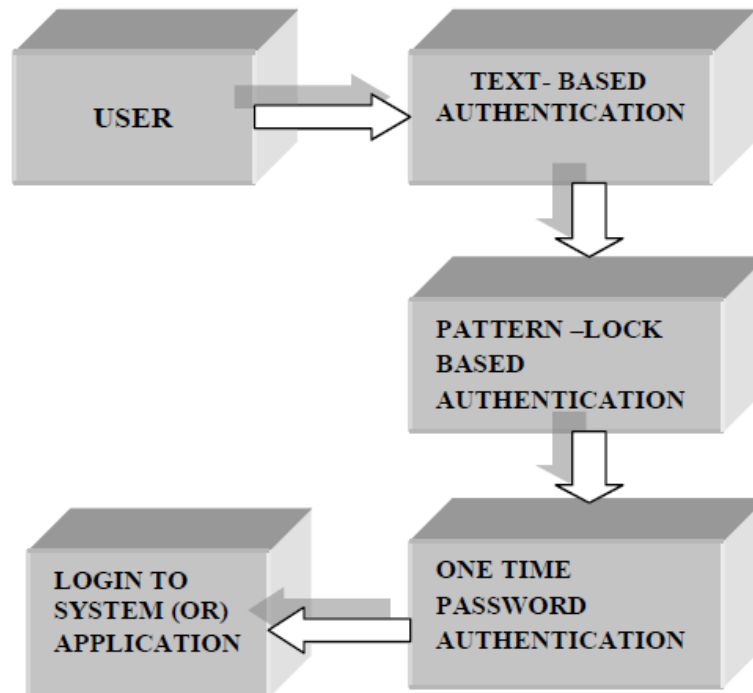 USER
TEXT- BASED
AUTHENTICATION
PATTERN –LOCK
BASED
AUTHENTICATION
ONE TIME
PASSWORD
AUTHENTICATION
LOGIN TO
SYSTEM (OR)
APPLICATION